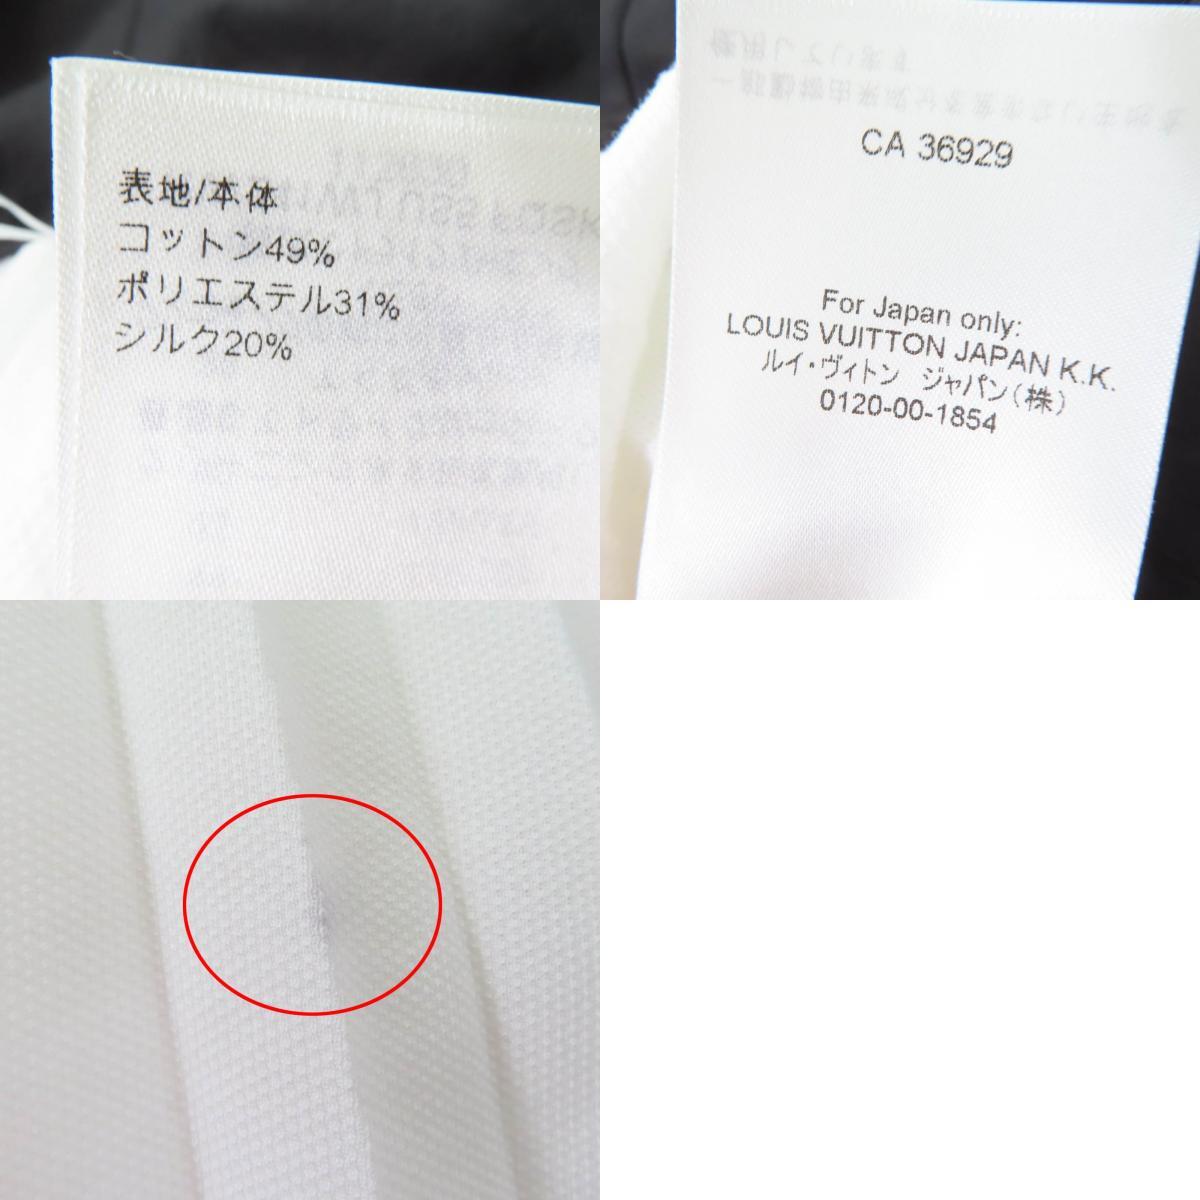 表地/本体
コットン49%
ポリエステル31%
シルク20%
CA 36929
For Japan only:
LOUIS VUITTON JAPAN K.K.
ルイ・ヴィトン ジャパン(株)
0120-00-1854